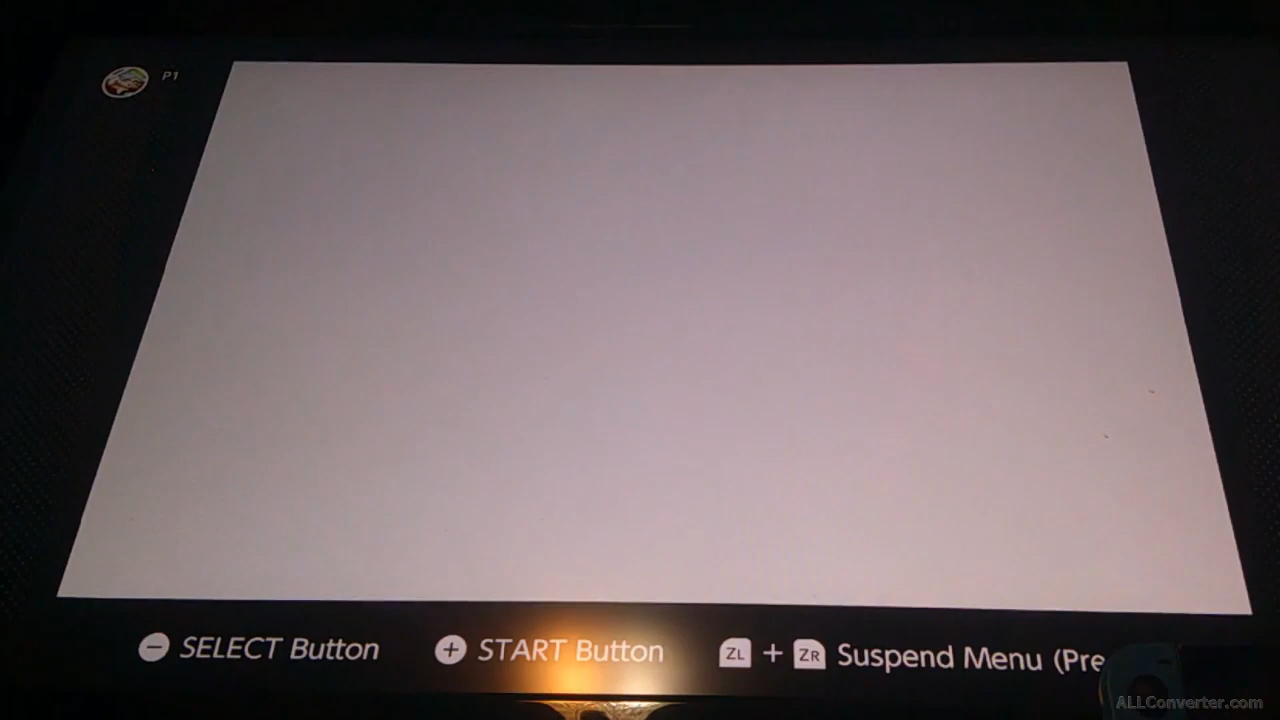 P1
SELECT Button START Button ZL + ZR Suspend Menu (Pre
ALLConverter.com